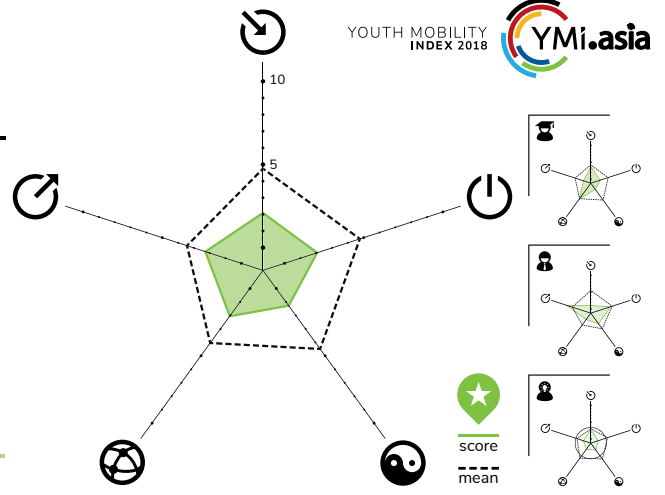 YOUTH MOBILITY
INDEX 2018
YMi.asia
10
5
score
mean